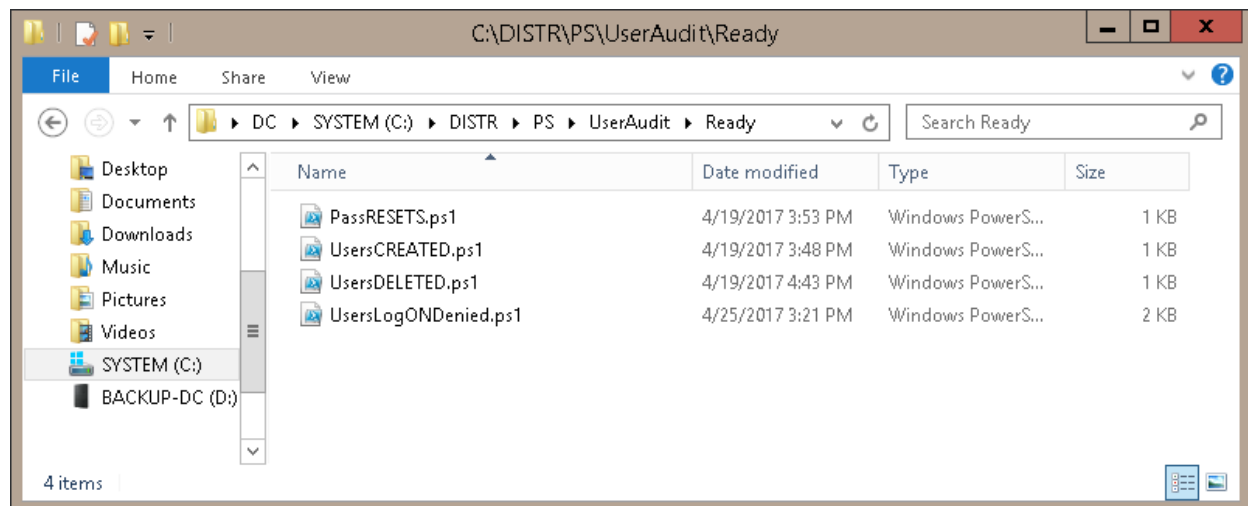 C:\DISTR\PS\UserAudit\Ready
File Home Share View
DC SYSTEM (C:) DISTR PS UserAudit Ready Search Ready
Desktop
Documents
Downloads
Music
Pictures
Videos
SYSTEM (C:)
BACKUP-DC (D:)
Name Date modified Type Size
PassRESETS.ps1 4/19/2017 3:53 PM Windows PowerS... 1 KB
UsersCREATED.ps1 4/19/2017 3:48 PM Windows PowerS... 1 KB
UsersDELETED.ps1 4/19/2017 4:43 PM Windows PowerS... 1 KB
UsersLogONDenied.ps1 4/25/2017 3:21 PM Windows PowerS... 2 KB
4 items